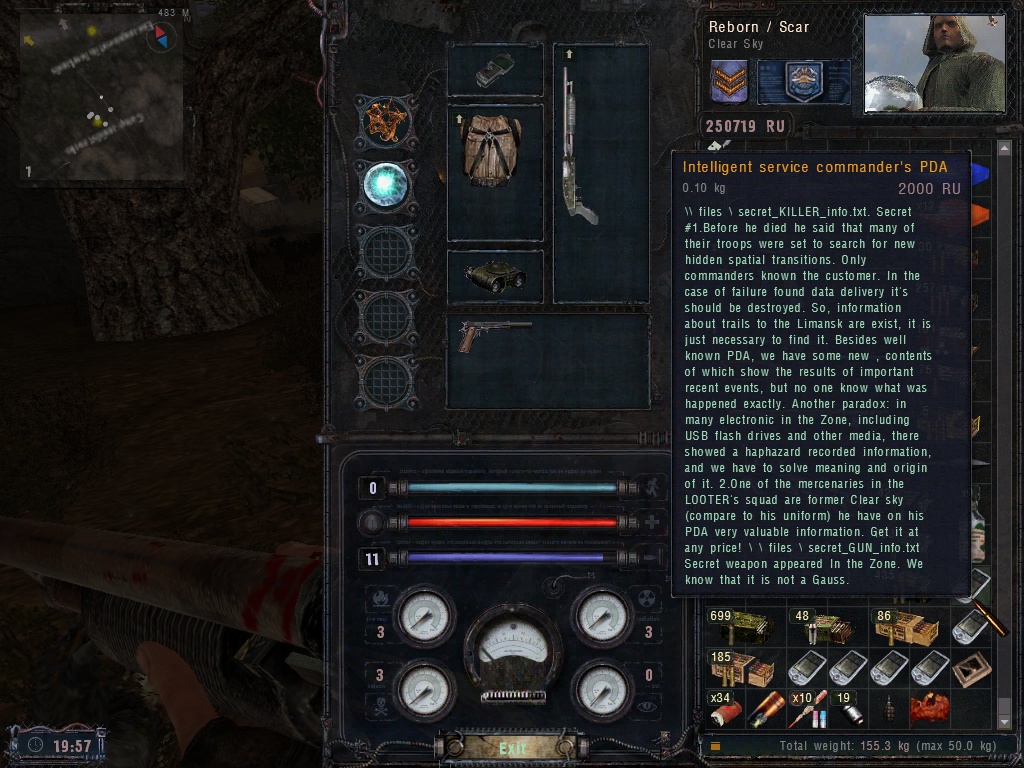 483 M
N
1
Reborn / Scar
Clear Sky
250719 RU
Intelligent service commander's PDA
0.10 kg
2000 RU
\\ files \ secret_KILLER_info.txt. Secret
#1.Before he died he said that many of
their troops were set to search for new
hidden spatial transitions. Only
commanders known the customer. In the
case of failure found data delivery it's
should be destroyed. So, information
about trails to the Limansk are exist, it is
just necessary to find it. Besides well
known PDA, we have some new , contents
of which show the results of important
recent events, but no one know what was
happened exactly. Another paradox: in
many electronic in the Zone, including
USB flash drives and other media, there
showed a haphazard recorded information,
and we have to solve meaning and origin
of it. 2.One of the mercenaries in the
LOOTER's squad are former Clear sky
(compare to his uniform) he have on his
PDA very valuable information. Get it at
any price! \ \ files \ secret_GUN_info.txt
Secret weapon appeared In the Zone. We
know that it is not a Gauss.
0
11
3
3
3
0
699
48
86
185
x34
x10
19
19:57
Exit
Total weight: 155.3 kg (max 50.0 kg)